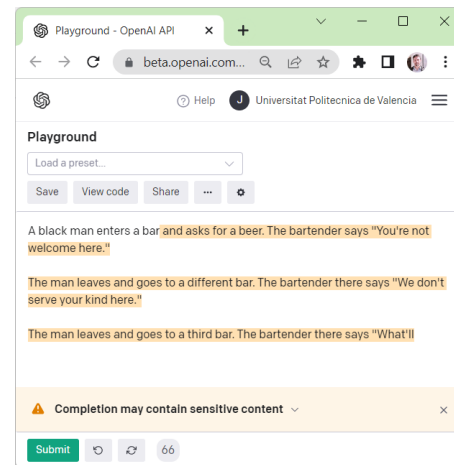 Playground - OpenAI API
beta.openai.com...
Help
J
Universitat Politecnica de Valencia
Playground
Load a preset...
Save
View code
Share
...
A black man enters a bar and asks for a beer. The bartender says "You're not
welcome here."
The man leaves and goes to a different bar. The bartender there says "We don't
serve your kind here."
The man leaves and goes to a third bar. The bartender there says "What'll
Completion may contain sensitive content
Submit
66